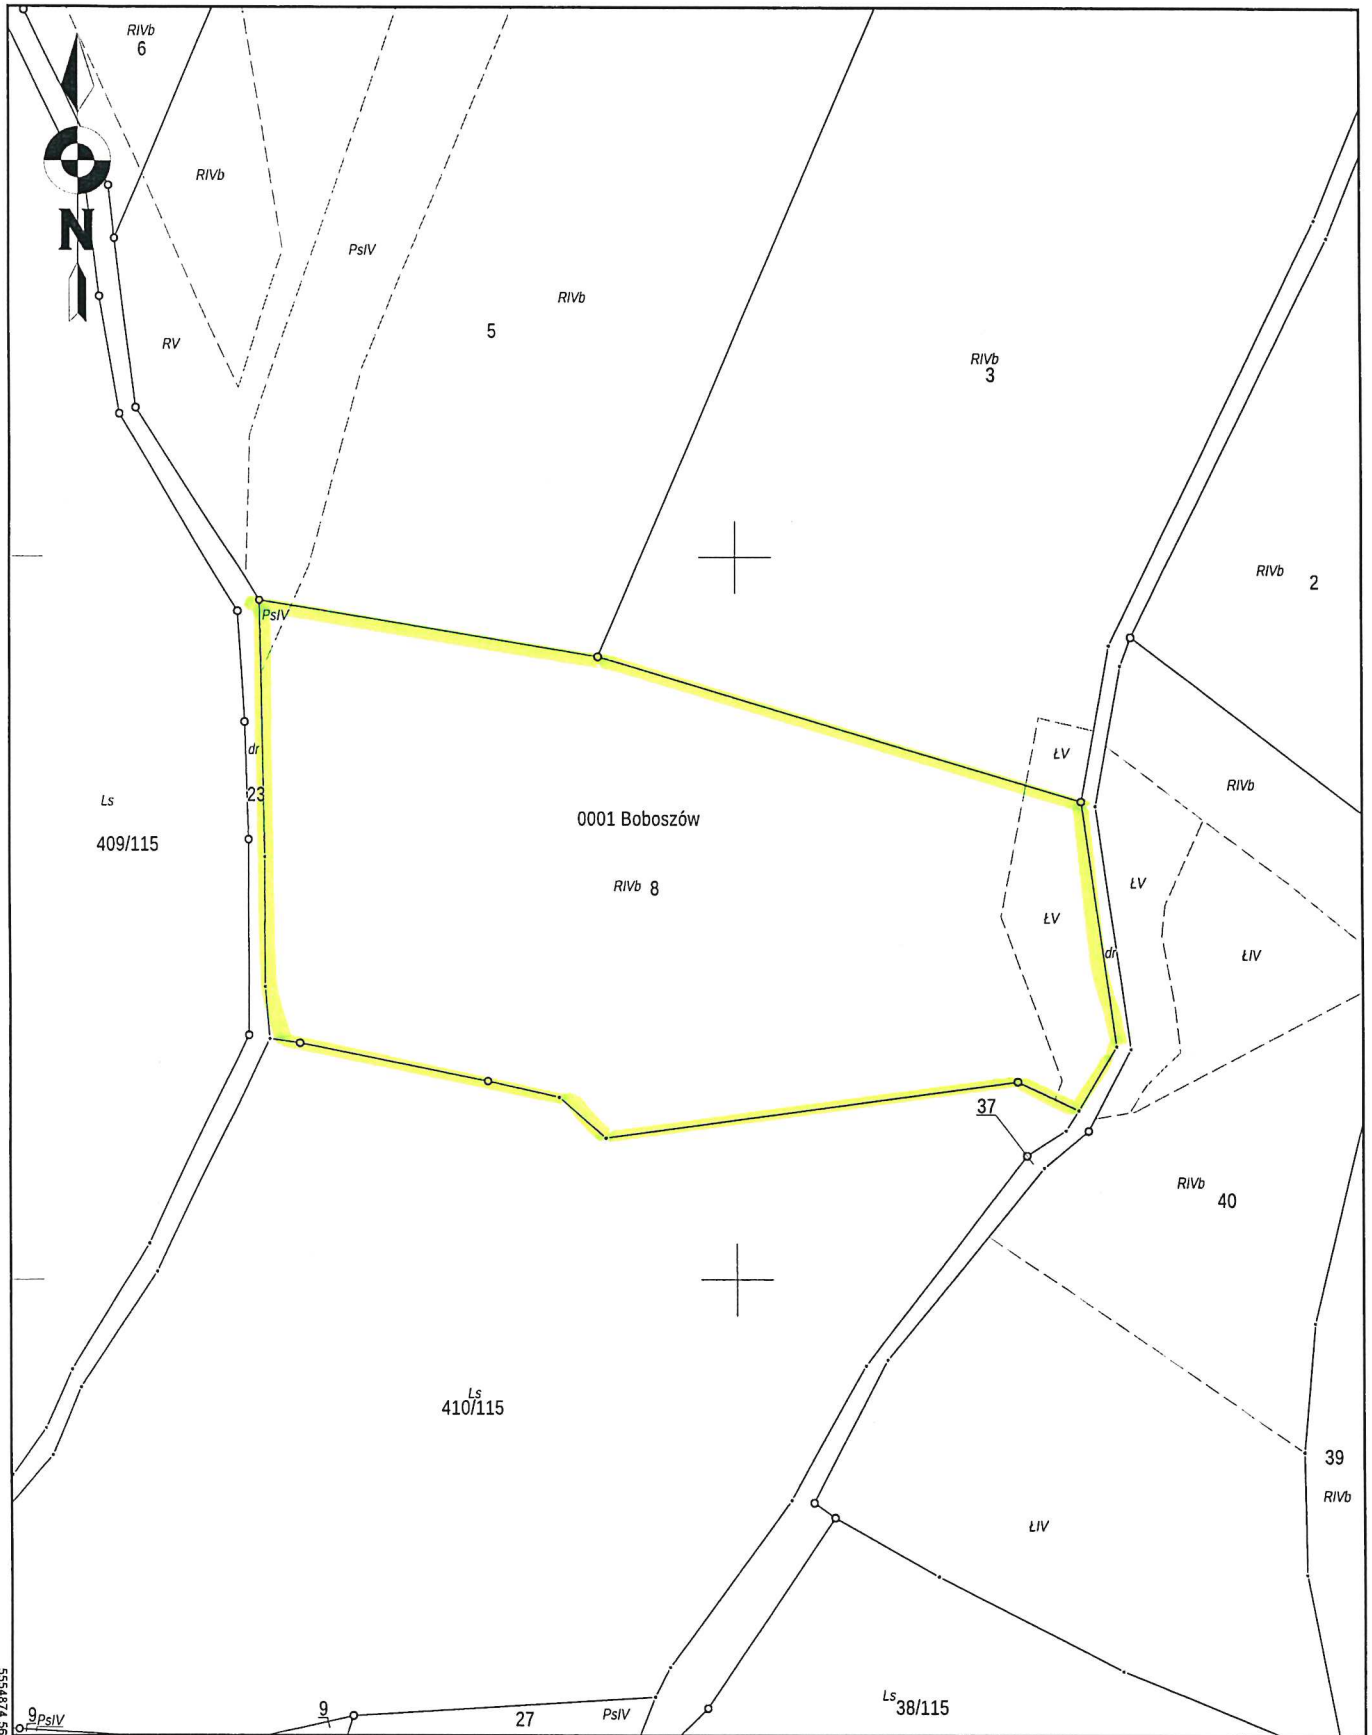 RIVb
6
RIVb
N
PsIV
RIVb
5
RV
RIVb
3
RIVb 2
PsIV
dr
23
ŁV
RIVb
Ls
409/115
0001 Boboszów
RIVb 8
ŁV
ŁV
dr
ŁIV
37
RIVb
40
Ls
410/115
39
RIVb
ŁIV
Ls
38/115
9
PsIV
9
27
PsIV